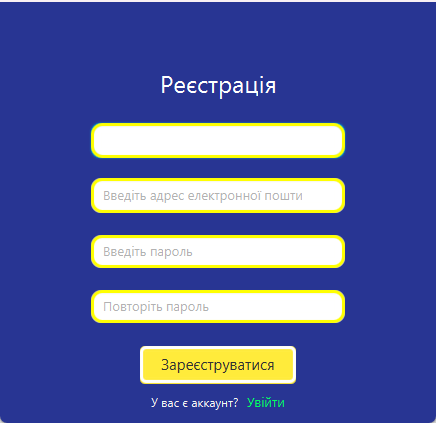 Реєстрація
Введіть адрес електронної пошти
Введіть пароль
Повторіть пароль
Зареєструватися
У вас є аккаунт? Увійти